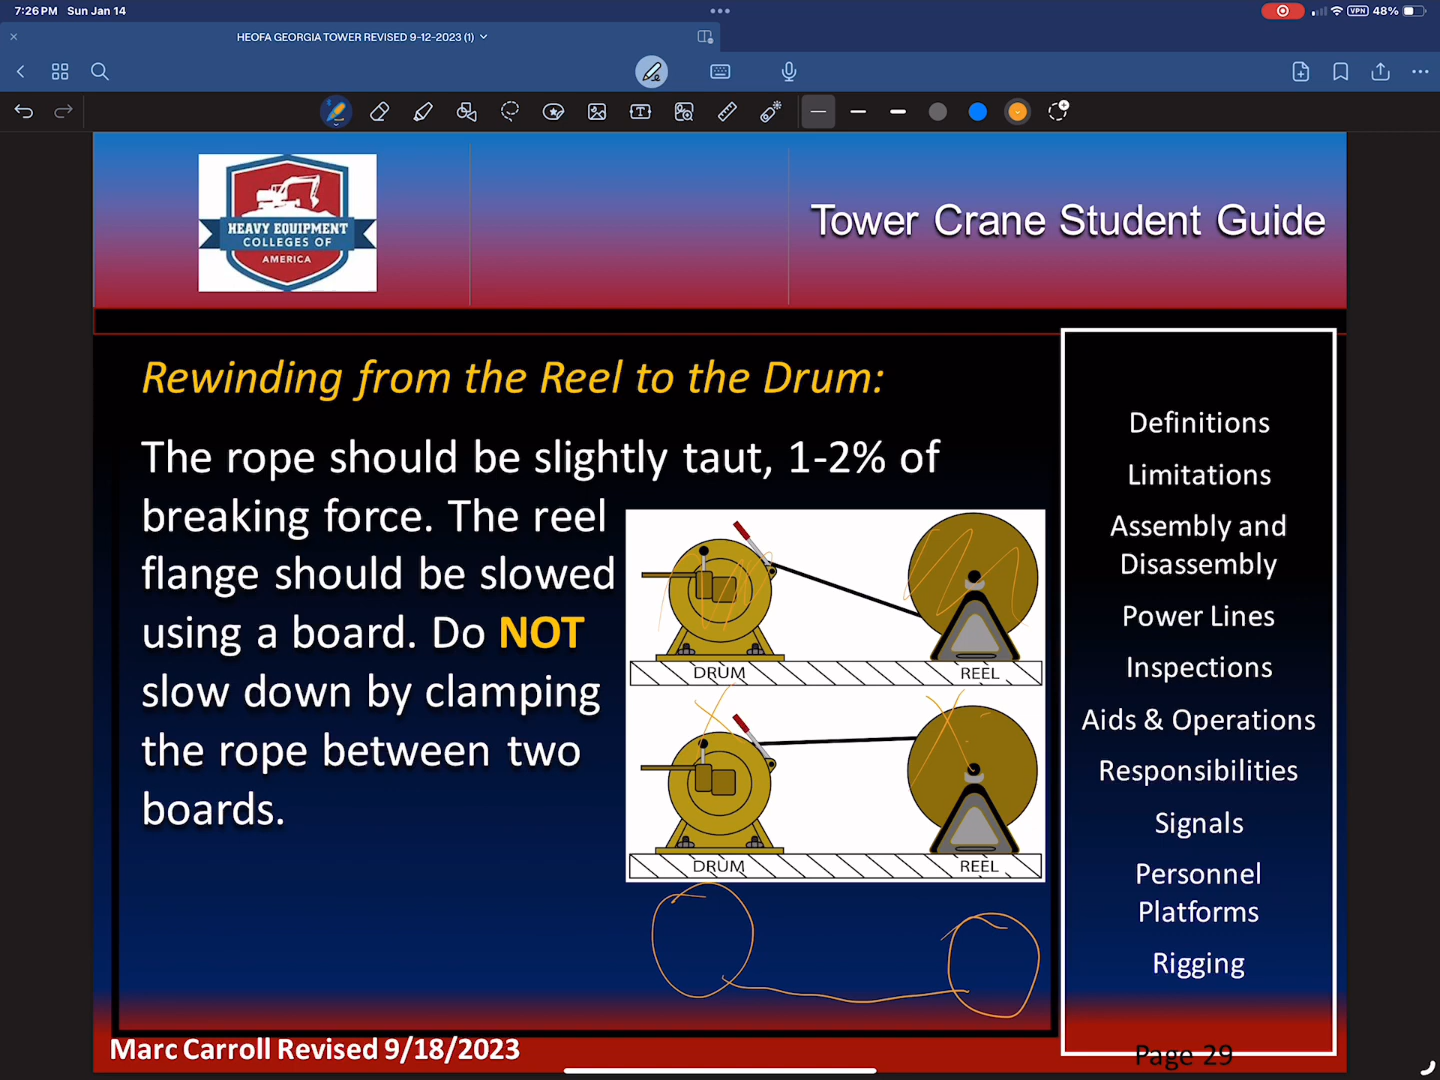 7:26 PM Sun Jan 14
VPN 48%
HEOFA GEORGIA TOWER REVISED 9-12-2023 (1)
HEAVY EQUIPMENT
COLLEGES OF
AMERICA
Tower Crane Student Guide
Rewinding from the Reel to the Drum:
The rope should be slightly taut, 1-2% of
breaking force. The reel
flange should be slowed
using a board. Do NOT
slow down by clamping
the rope between two
boards.
DRUM REEL
DRUM REEL
Definitions
Limitations
Assembly and
Disassembly
Power Lines
Inspections
Aids & Operations
Responsibilities
Signals
Personnel
Platforms
Rigging
Marc Carroll Revised 9/18/2023
Page 29